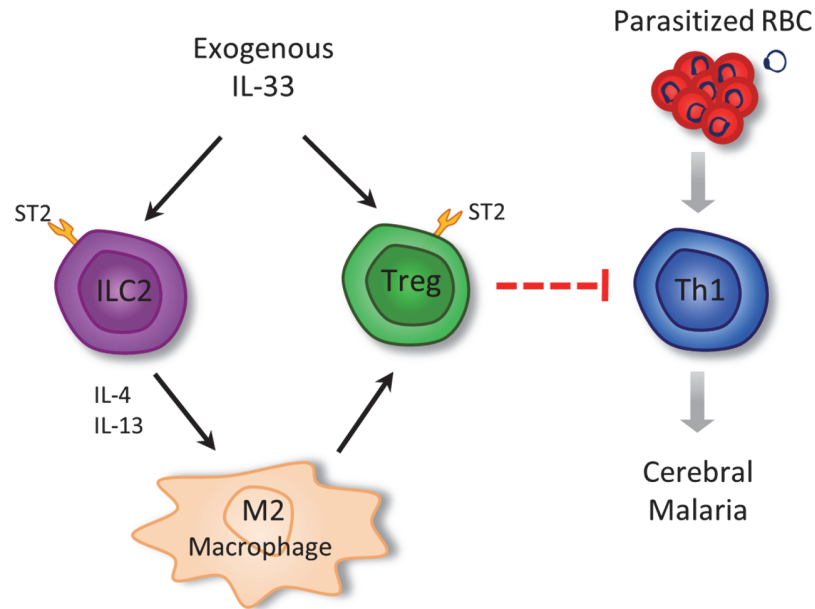 Parasitized RBC
Exogenous
IL-33
ST2
ST2
ILC2
Treg
Th1
IL-4
IL-13
M2
Macrophage
Cerebral
Malaria